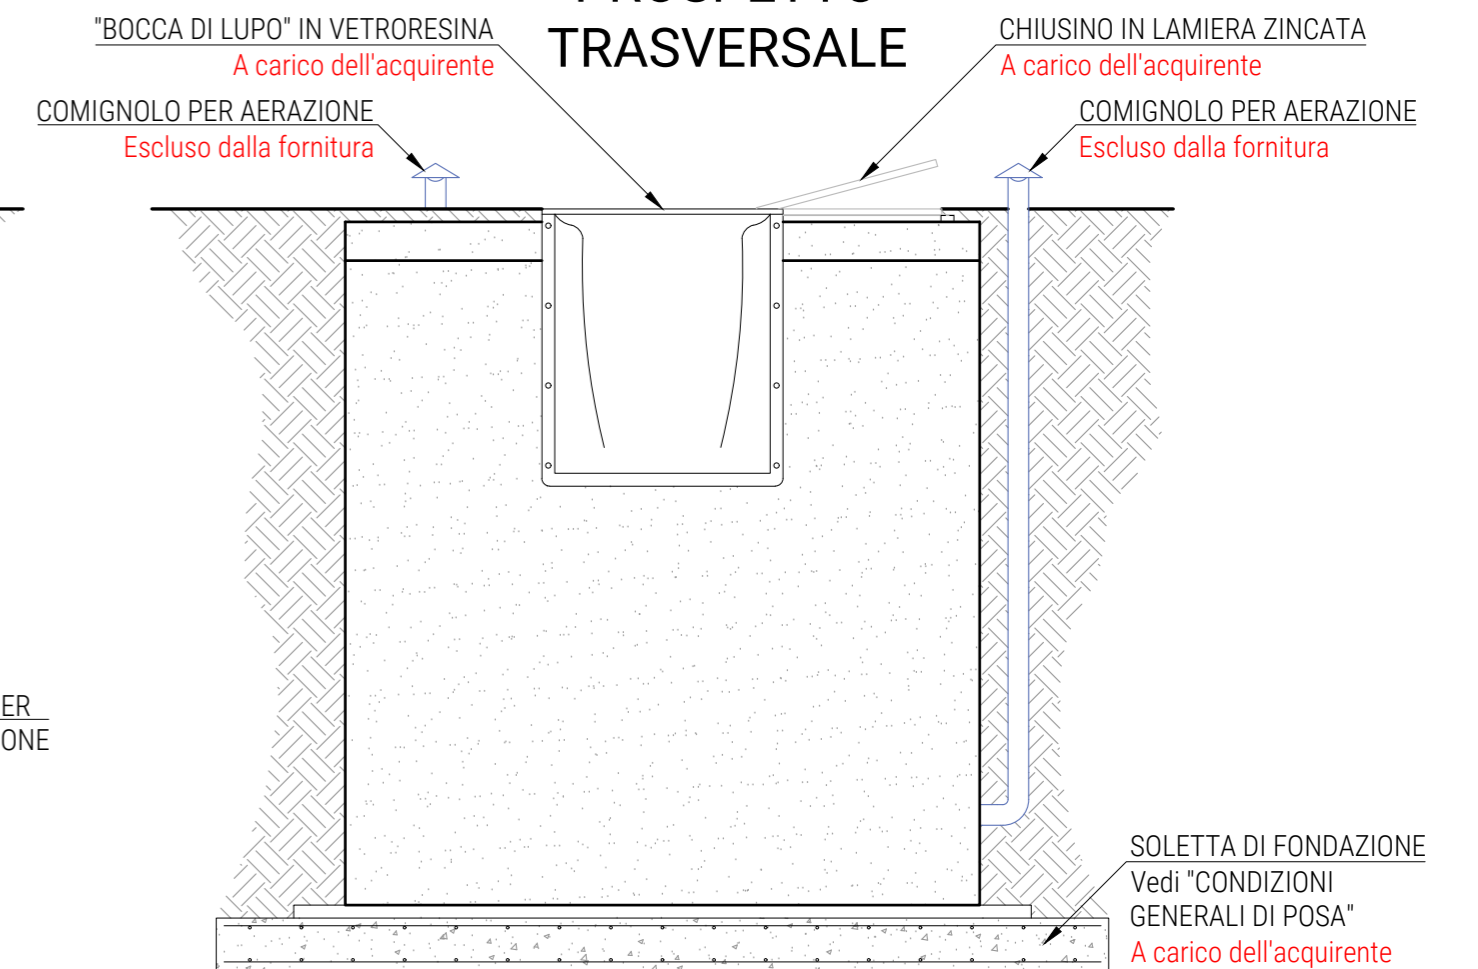 TRASVERSALE
"BOCCA DI LUPO" IN VETRORESINA
A carico dell'acquirente
COMIGNOLO PER AERAZIONE
Escluso dalla fornitura
CHIUSINO IN LAMIERA ZINCATA
A carico dell'acquirente
COMIGNOLO PER AERAZIONE
Escluso dalla fornitura
ER
ONE
SOLETTA DI FONDAZIONE
Vedi "CONDIZIONI
GENERALI DI POSA"
A carico dell'acquirente